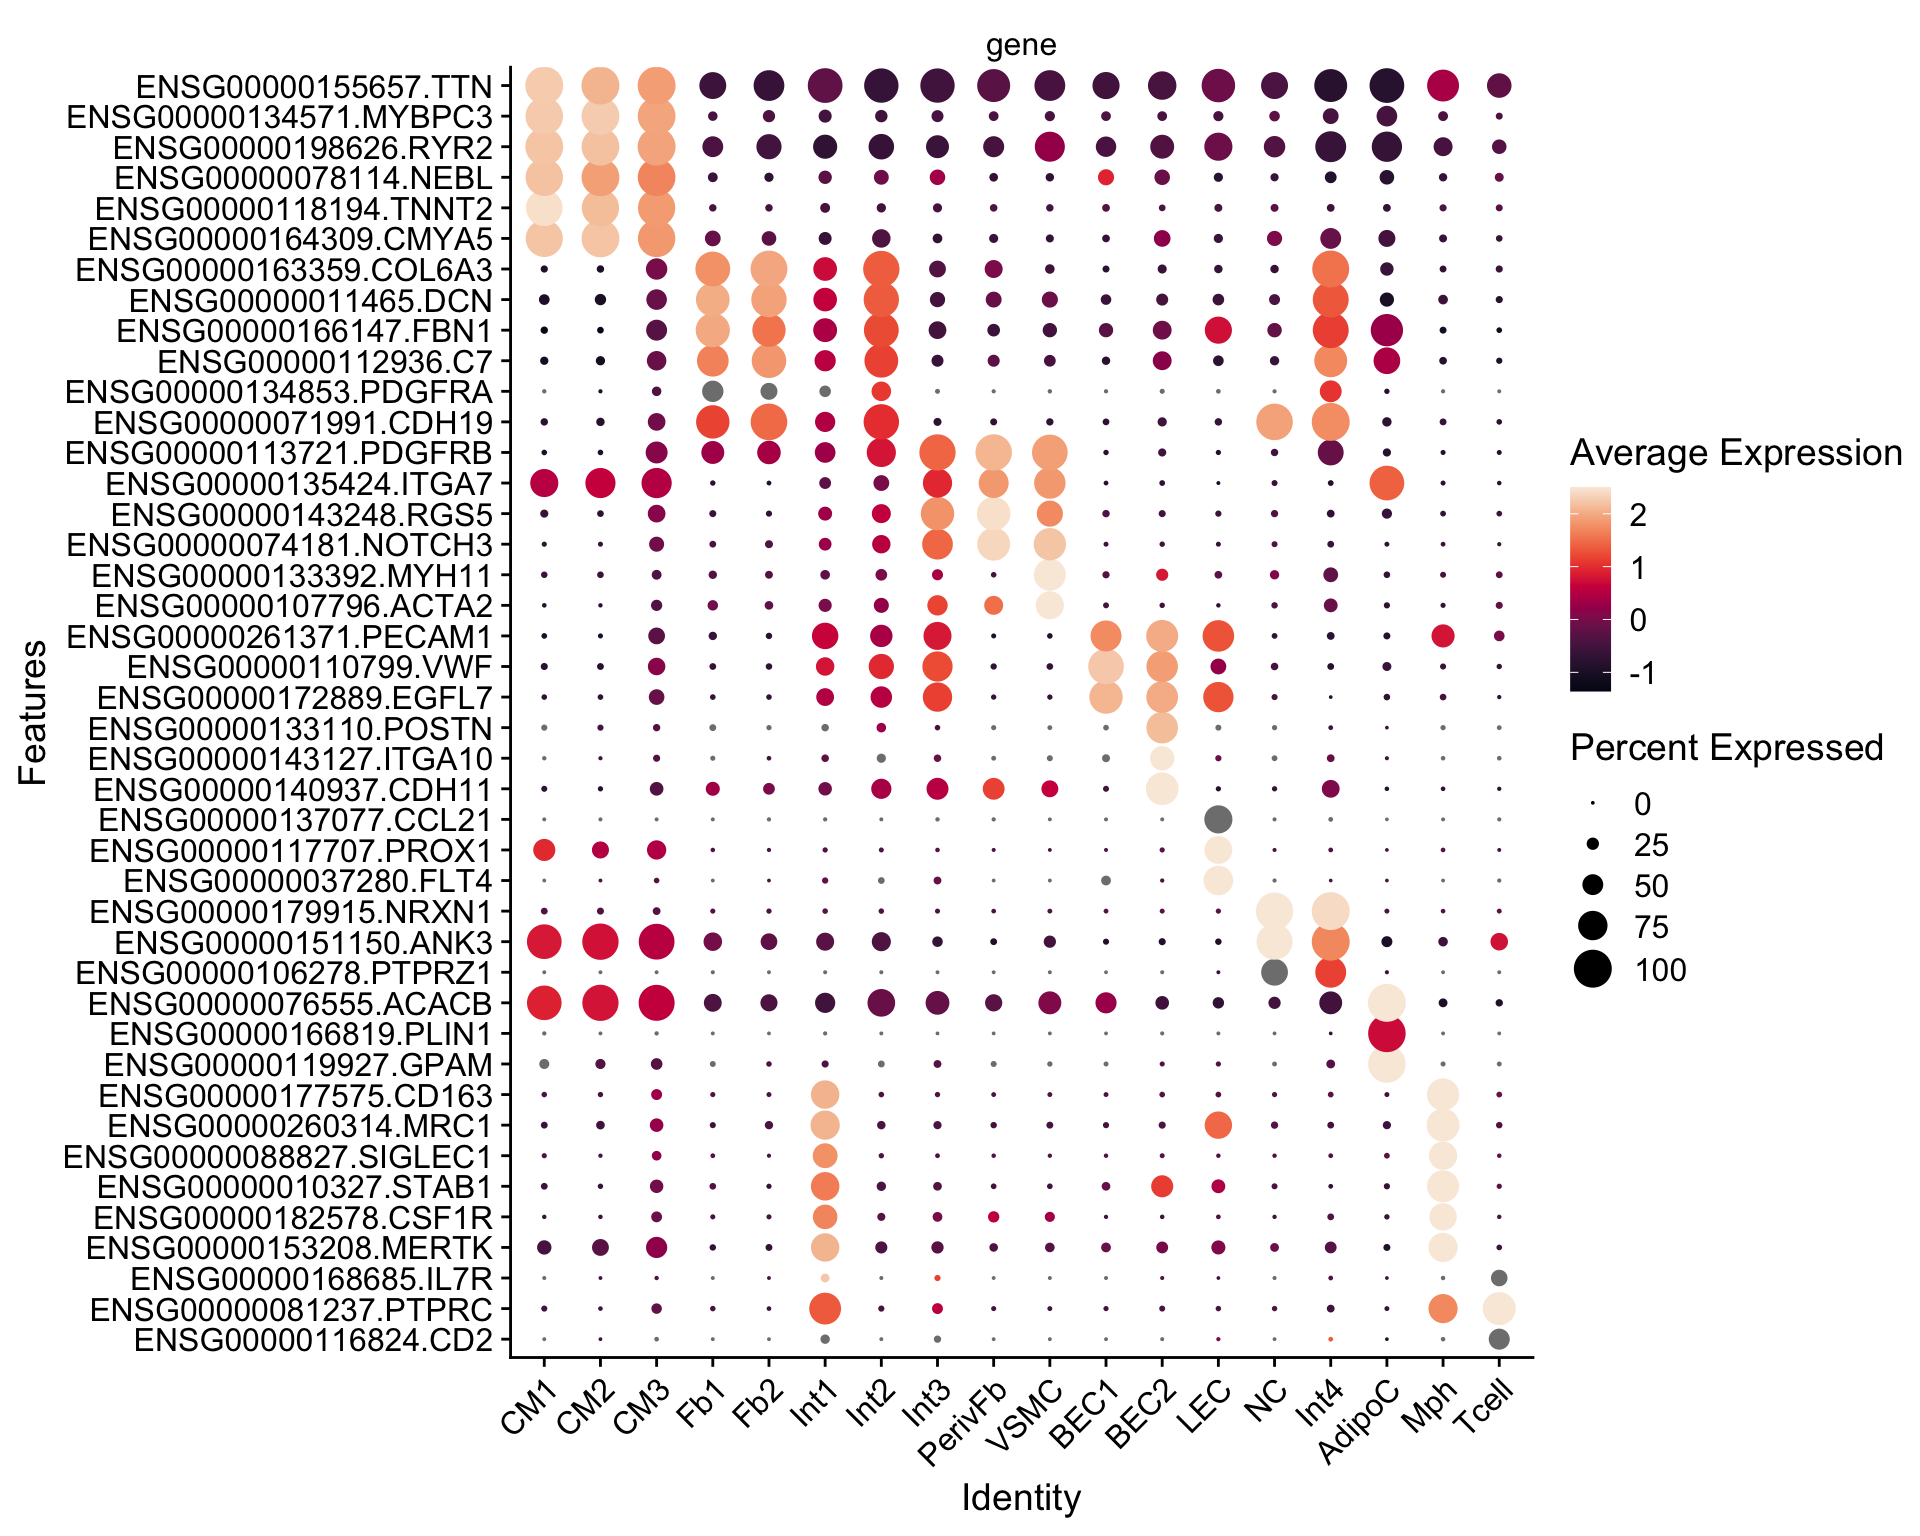 gene
ENSG00000155657.TTN
ENSG00000134571.MYBPC3
ENSG00000198626.RYR2
ENSG00000078114.NEBL
ENSG00000118194.TNNT2
ENSG00000164309.CMYA5
ENSG00000163359.COL6A3
ENSG00000011465.DCN
ENSG00000166147.FBN1
ENSG00000112936.C7
ENSG00000134853.PDGFRA
ENSG00000071991.CDH19
ENSG00000113721.PDGFRB
ENSG00000135424.ITGA7
ENSG00000143248.RGS5
ENSG00000074181.NOTCH3
ENSG00000133392.MYH11
ENSG00000107796.ACTA2
ENSG00000261371.PECAM1
ENSG00000110799.VWF
ENSG00000172889.EGFL7
ENSG00000133110.POSTN
ENSG00000143127.ITGA10
ENSG00000140937.CDH11
ENSG00000137077.CCL21
ENSG00000117707.PROX1
ENSG00000037280.FLT4
ENSG00000179915.NRXN1
ENSG00000151150.ANK3
ENSG00000106278.PTPRZ1
ENSG00000076555.ACACB
ENSG00000166819.PLIN1
ENSG00000119927.GPAM
ENSG00000177575.CD163
ENSG00000260314.MRC1
ENSG00000088827.SIGLEC1
ENSG00000010327.STAB1
ENSG00000182578.CSF1R
ENSG00000153208.MERTK
ENSG00000168685.IL7R
ENSG00000081237.PTPRC
ENSG00000116824.CD2
Features
CM1
CM2
CM3
Fb1
Fb2
Int1
Int2
Int3
PerivFb
VSMC
BEC1
BEC2
LEC
NC
Int4
AdipoC
Mph
Tcell
Identity
Average Expression
2
1
0
-1
Percent Expressed
0
25
50
75
100